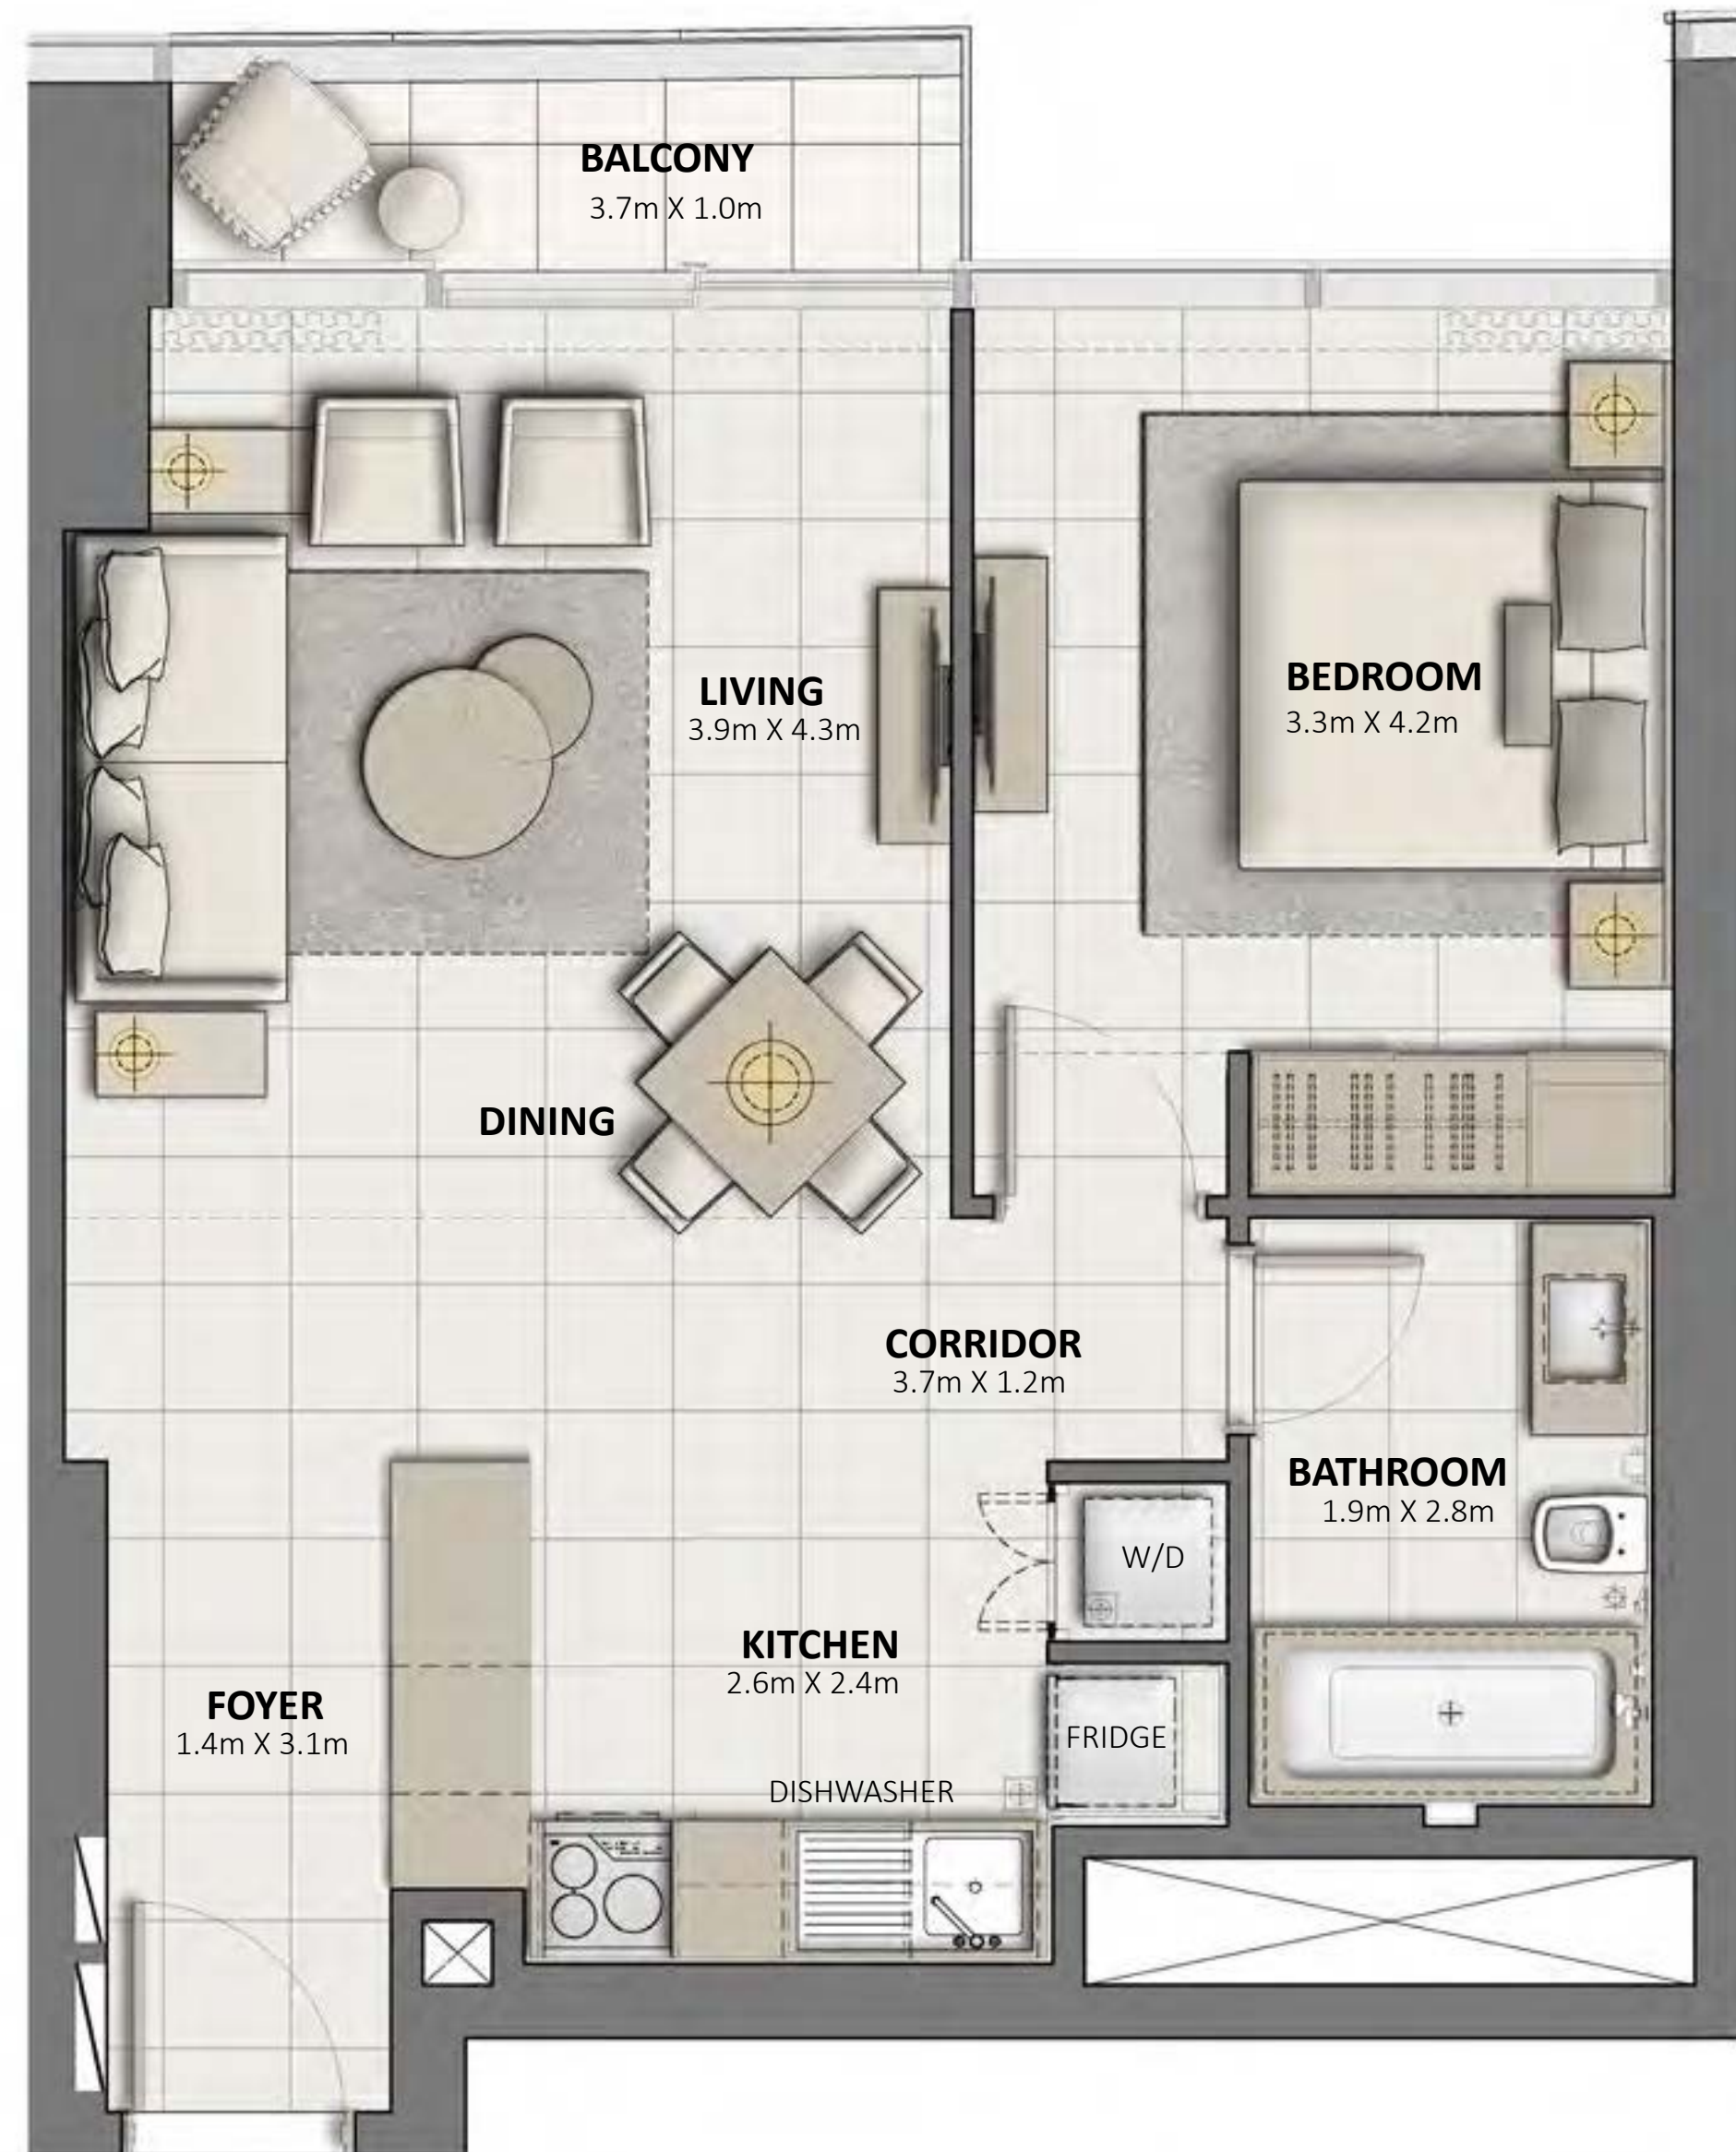 BALCONY
3.7m X 1.0m
LIVING
3.9m X 4.3m
BEDROOM
3.3m X 4.2m
DINING
CORRIDOR
3.7m X 1.2m
BATHROOM
1.9m X 2.8m
W/D
KITCHEN
2.6m X 2.4m
FOYER
1.4m X 3.1m
FRIDGE
DISHWASHER